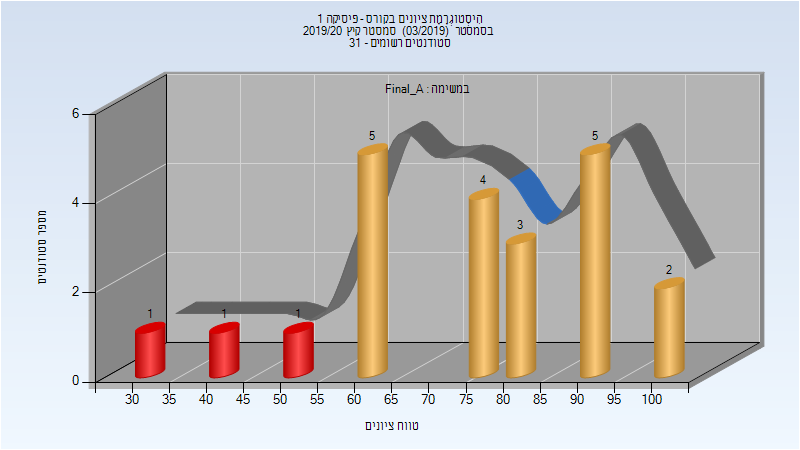 היסטוגרמת ציונים בקורס - פיסיקה 1
בסמסטר (03/2019) סמסטר קיץ 2019/20
סטודנטים רשומים - 31
במשימה : Final_A
מספר סטודנטים
6
4
2
0
1
1
1
5
4
3
5
2
30 35 40 45 50 55 60 65 70 75 80 85 90 95 100
טווח ציונים